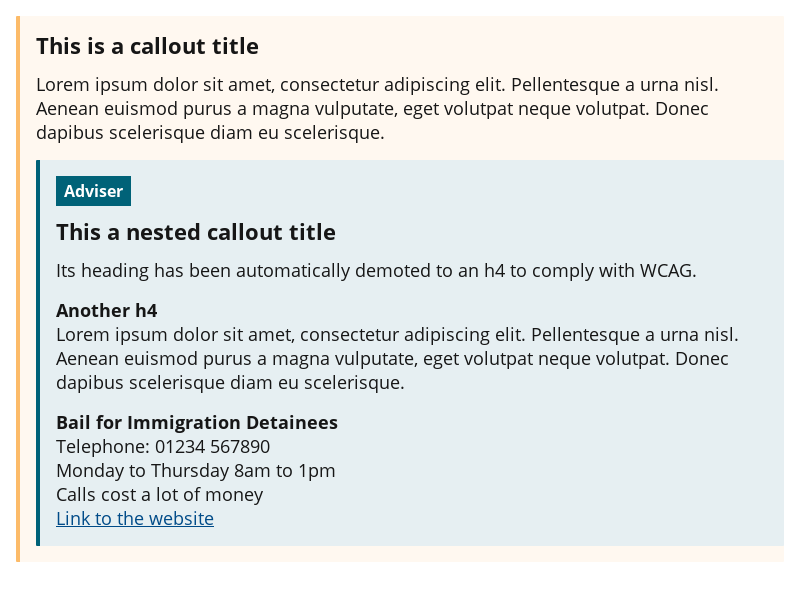 This is a callout title
Lorem ipsum dolor sit amet, consectetur adipiscing elit. Pellentesque a urna nisl.
Aenean euismod purus a magna vulputate, eget volutpat neque volutpat. Donec
dapibus scelerisque diam eu scelerisque.
Adviser
This a nested callout title
Its heading has been automatically demoted to an h4 to comply with WCAG.
Another h4
Lorem ipsum dolor sit amet, consectetur adipiscing elit. Pellentesque a urna nisl.
Aenean euismod purus a magna vulputate, eget volutpat neque volutpat. Donec
dapibus scelerisque diam eu scelerisque.
Bail for Immigration Detainees
Telephone: 01234 567890
Monday to Thursday 8am to 1pm
Calls cost a lot of money
Link to the website